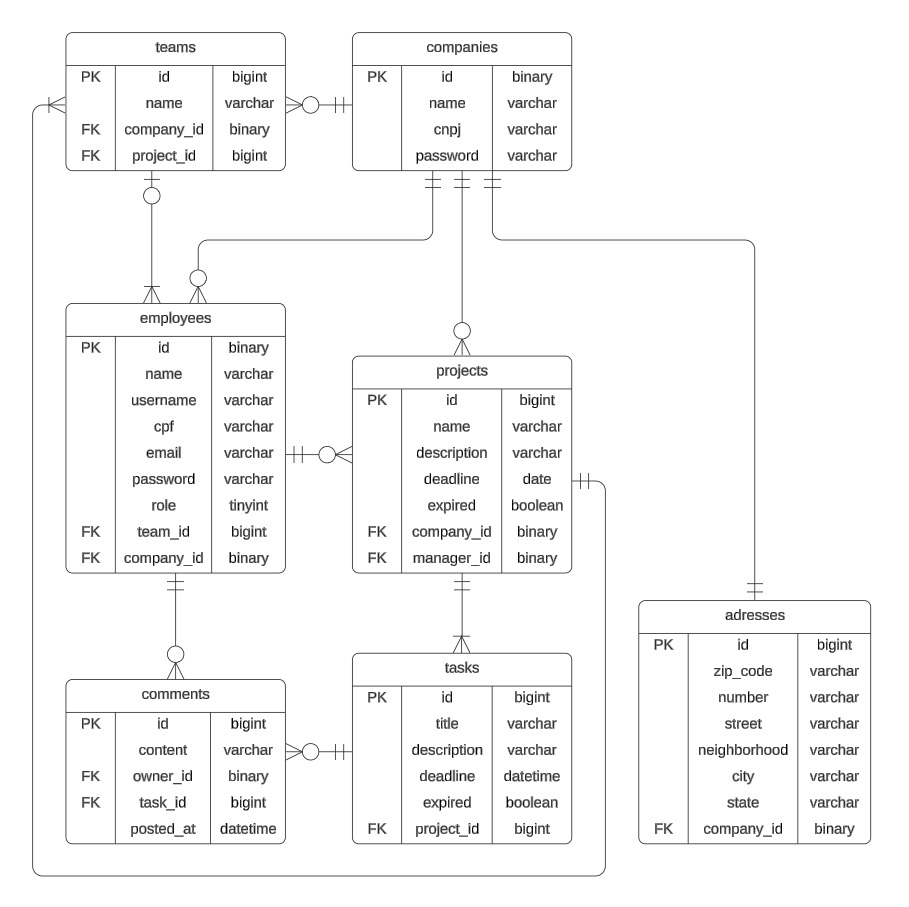 teams
PK id bigint
name varchar
FK company_id binary
FK project_id bigint
companies
PK id binary
name varchar
cnpj varchar
password varchar
employees
PK id binary
name varchar
username varchar
cpf varchar
email varchar
password varchar
role tinyint
FK team_id bigint
FK company_id binary
projects
PK id bigint
name varchar
description varchar
deadline date
expired boolean
FK company_id binary
FK manager_id binary
adresses
PK id bigint
zip_code varchar
number varchar
street varchar
neighborhood varchar
city varchar
state varchar
FK company_id binary
comments
PK id bigint
content varchar
FK owner_id binary
FK task_id bigint
posted_at datetime
tasks
PK id bigint
title varchar
description varchar
deadline datetime
expired boolean
FK project_id bigint